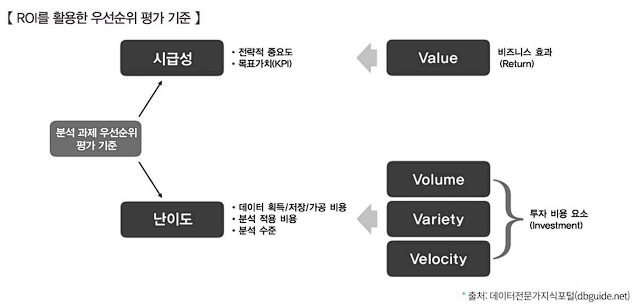 【 ROI를 활용한 우선순위 평가 기준 】
시급성
• 전략적 중요도
• 목표가치(KPI)
Value
비즈니스 효과
(Return)
분석 과제 우선순위
평가 기준
난이도
• 데이터 획득/저장/가공 비용
• 분석 적용 비용
• 분석 수준
Volume
Variety
Velocity
투자 비용 요소
(Investment)
* 출처: 데이터전문가지식포털(dbguide.net)